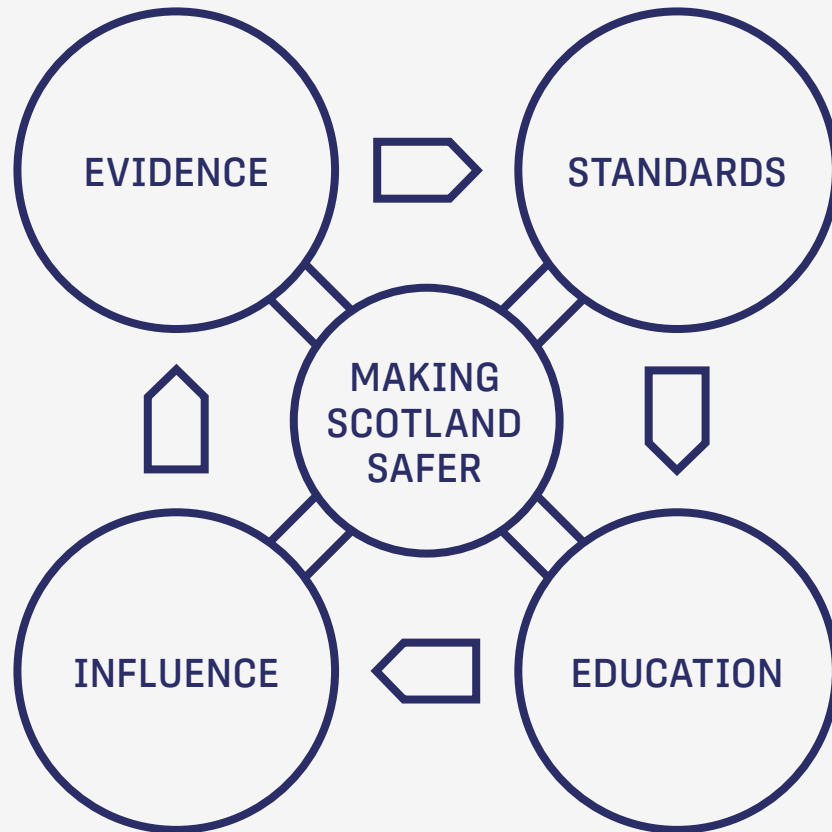 EVIDENCE
STANDARDS
MAKING
SCOTLAND
SAFER
INFLUENCE
EDUCATION